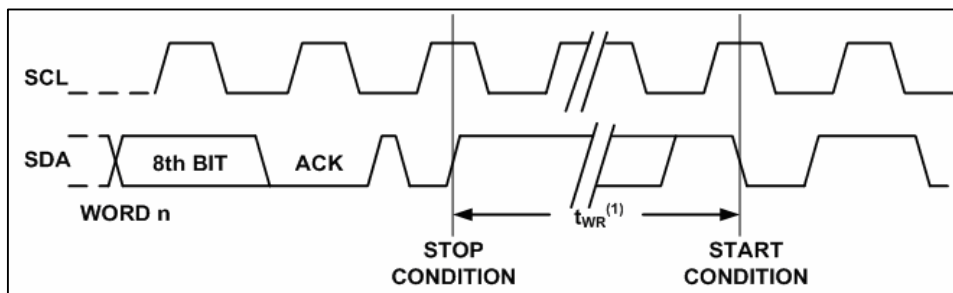 SCL
SDA
8th BIT
ACK
WORD n
tWR(1)
STOP
CONDITION
START
CONDITION